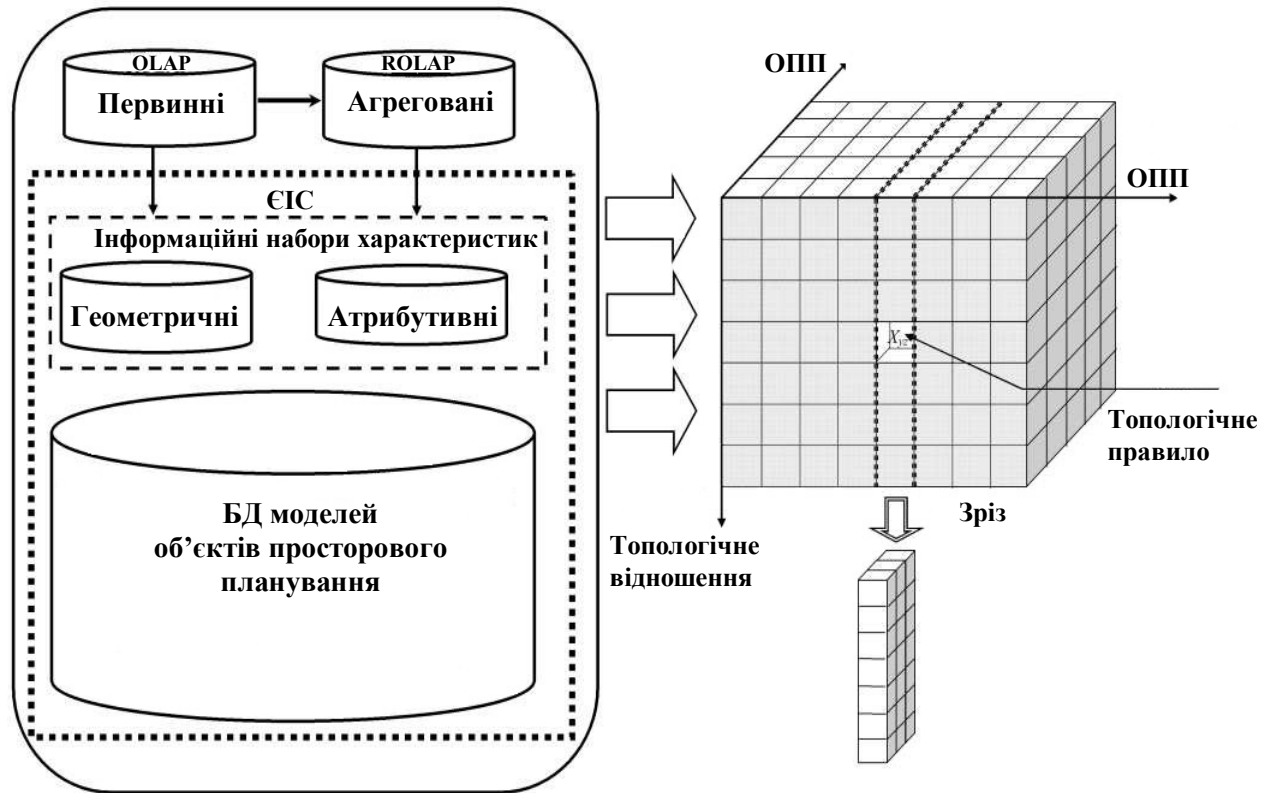 OLAP
Первинні
ROLAP
Агреговані
ЄІС
Інформаційні набори характеристик
Геометричні
Атрибутивні
БД моделей
об’єктів просторового
планування
ОПП
ОПП
X_yz
Топологічне
правило
Зріз
Топологічне
відношення